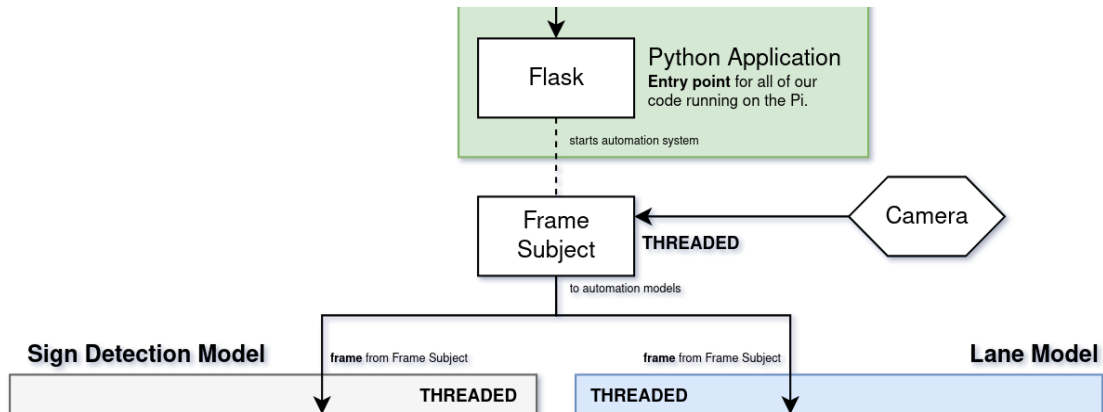 Flask
Python Application
Entry point for all of our
code running on the Pi.
starts automation system
Frame
Subject
THREADED
Camera
to automation models
Sign Detection Model
frame from Frame Subject
frame from Frame Subject
Lane Model
THREADED
THREADED